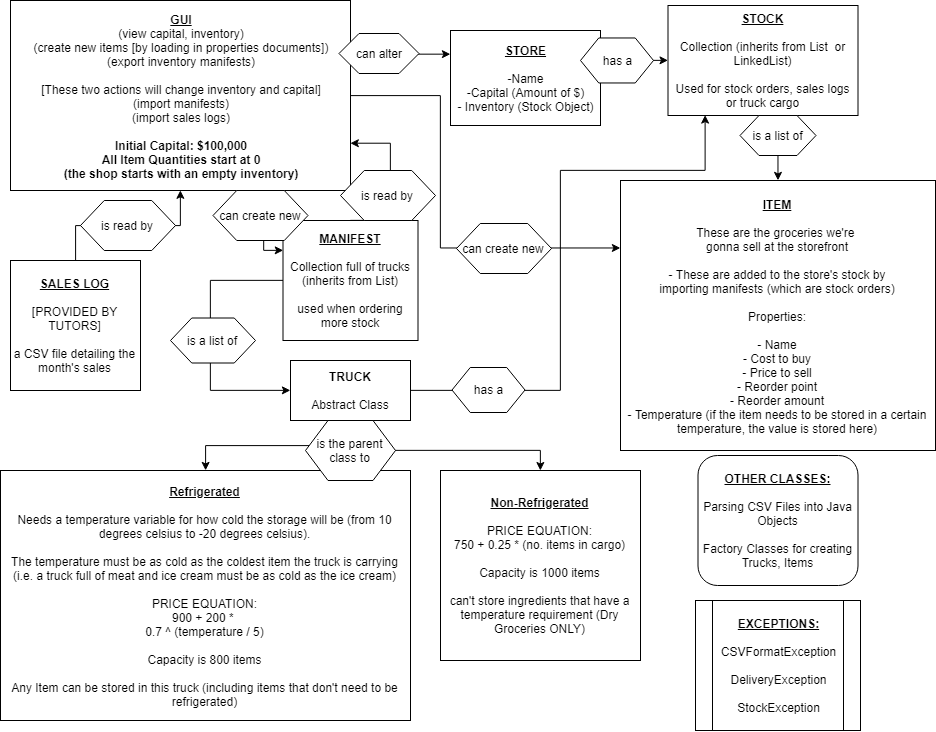 GUI
(view capital, inventory)
(create new items [by loading in properties documents])
(export inventory manifests)
[These two actions will change inventory and capital]
(import manifests)
(import sales logs)
Initial Capital: $100,000
All Item Quantities start at 0
(the shop starts with an empty inventory)
can alter
STORE
-Name
-Capital (Amount of $)
- Inventory (Stock Object)
has a
STOCK
Collection (inherits from List or
LinkedList)
Used for stock orders, sales logs
or truck cargo
is a list of
is read by
can create new
is read by
can create new
SALES LOG
[PROVIDED BY
TUTORS]
a CSV file detailing the
month's sales
MANIFEST
Collection full of trucks
(inherits from List)
used when ordering
more stock
is a list of
ITEM
These are the groceries we're
gonna sell at the storefront
- These are added to the store's stock by
importing manifests (which are stock orders)
Properties:
- Name
- Cost to buy
- Price to sell
- Reorder point
- Reorder amount
- Temperature (if the item needs to be stored in a certain
temperature, the value is stored here)
TRUCK
Abstract Class
has a
is the parent
class to
Refrigerated
Needs a temperature variable for how cold the storage will be (from 10
degrees celsius to -20 degrees celsius).
The temperature must be as cold as the coldest item the truck is carrying
(i.e. a truck full of meat and ice cream must be as cold as the ice cream)
PRICE EQUATION:
900 + 200 *
0.7 ^ (temperature / 5)
Capacity is 800 items
Any Item can be stored in this truck (including items that don't need to be
refrigerated)
Non-Refrigerated
PRICE EQUATION:
750 + 0.25 * (no. items in cargo)
Capacity is 1000 items
can't store ingredients that have a
temperature requirement (Dry
Groceries ONLY)
OTHER CLASSES:
Parsing CSV Files into Java
Objects
Factory Classes for creating
Trucks, Items
EXCEPTIONS:
CSVFormatException
DeliveryException
StockException